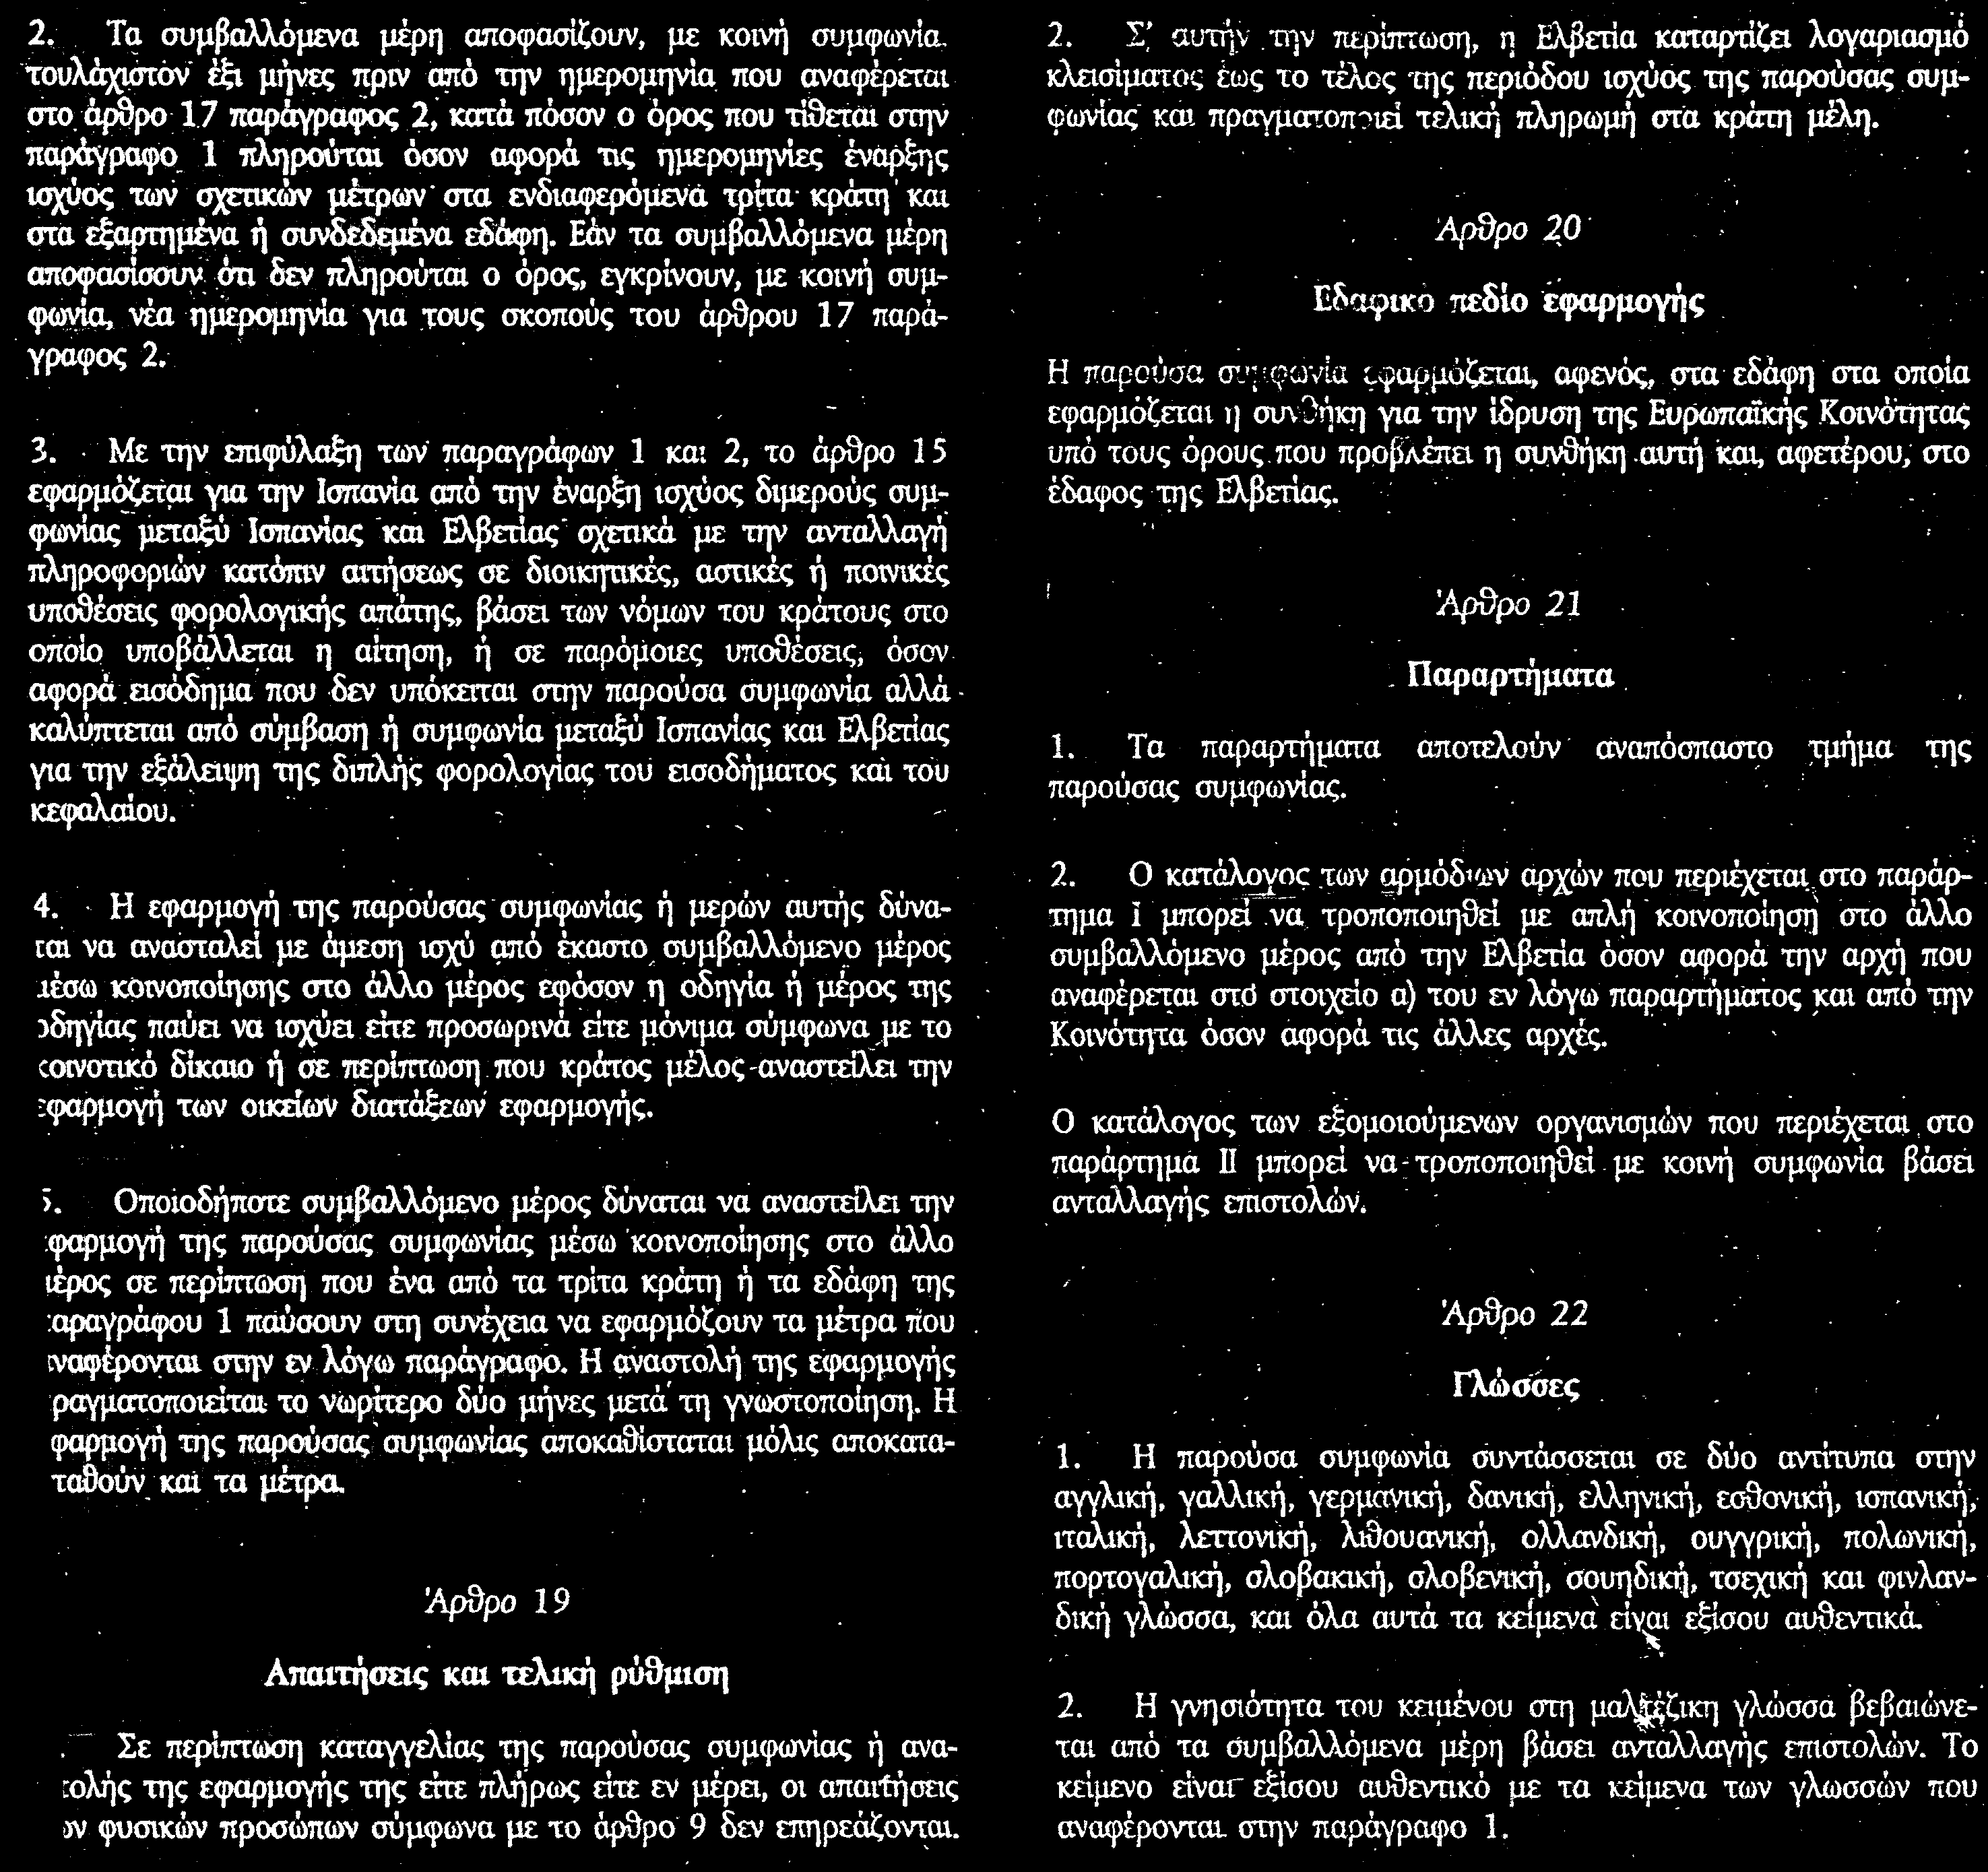 2. Τα συμβαλλόμενα μέρη αποφασίζουν, με κοινή συμφωνία,
τουλάχιστον έξι μήνες πριν από την ημερομηνία που αναφέρεται
στο άρθρο 17 παράγραφος 2, κατά πόσον ο όρος που τίθεται στην
παράγραφο 1 πληρούται όσον αφορά τις ημερομηνίες έναρξης
ισχύος των σχετικών μέτρων στα ενδιαφερόμενα τρίτα κράτη και
στα εξαρτημένα ή συνδεδεμένα εδάφη. Εάν τα συμβαλλόμενα μέρη
αποφασίσουν ότι δεν πληρούται ο όρος, εγκρίνουν, με κοινή συμ-
φωνία, νέα ημερομηνία για τους σκοπούς του άρθρου 17 παρά-
γραφος 2.
3. Με την επιφύλαξη των παραγράφων 1 και 2, το άρθρο 15
εφαρμόζεται για την Ισπανία από την έναρξη ισχύος διμερούς συμ-
φωνίας μεταξύ Ισπανίας και Ελβετίας σχετικά με την ανταλλαγή
πληροφοριών κατόπιν αιτήσεως σε διοικητικές, αστικές ή ποινικές
υποθέσεις φορολογικής απάτης, βάσει των νόμων του κράτους στο
οποίο υποβάλλεται η αίτηση, ή σε παρόμοιες υποθέσεις, όσον
αφορά εισόδημα που δεν υπόκειται στην παρούσα συμφωνία αλλά
καλύπτεται από σύμβαση ή συμφωνία μεταξύ Ισπανίας και Ελβετίας
για την εξάλειψη της διπλής φορολογίας του εισοδήματος και του
κεφαλαίου.
4. Η εφαρμογή της παρούσας συμφωνίας ή μερών αυτής δύνα-
ται να ανασταλεί με άμεση ισχύ από έκαστο συμβαλλόμενο μέρος
μέσω κοινοποίησης στο άλλο μέρος εφόσον η οδηγία ή μέρος της
οδηγίας παύει να ισχύει είτε προσωρινά είτε μόνιμα σύμφωνα με το
κοινοτικό δίκαιο ή σε περίπτωση που κράτος μέλος αναστείλει την
εφαρμογή των οικείων διατάξεων εφαρμογής.
5. Οποιοδήποτε συμβαλλόμενο μέρος δύναται να αναστείλει την
φαρμογή της παρούσας συμφωνίας μέσω κοινοποίησης στο άλλο
μέρος σε περίπτωση που ένα από τα τρίτα κράτη ή τα εδάφη της
αραγράφου 1 παύσουν στη συνέχεια να εφαρμόζουν τα μέτρα που
αναφέρονται στην εν λόγω παράγραφο. Η αναστολή της εφαρμογής
ραγματοποιείται το νωρίτερο δύο μήνες μετά τη γνωστοποίηση. Η
φαρμογή της παρούσας συμφωνίας αποκαθίσταται μόλις αποκατα-
ταθούν και τα μέτρα.
Άρθρο 19
Απαιτήσεις και τελική ρύθμιση
Σε περίπτωση καταγγελίας της παρούσας συμφωνίας ή ανα-
τολής της εφαρμογής της είτε πλήρως είτε εν μέρει, οι απαιτήσεις
ων φυσικών προσώπων σύμφωνα με το άρθρο 9 δεν επηρεάζονται.
2. Σ' αυτήν την περίπτωση, η Ελβετία καταρτίζει λογαριασμό
κλεισίματος έως το τέλος της περιόδου ισχύος της παρούσας συμ-
φωνίας και πραγματοποιεί τελική πληρωμή στα κράτη μέλη.
Άρθρο 20
Εδαφικό πεδίο εφαρμογής
Η παρούσα συμφωνία εφαρμόζεται, αφενός, στα εδάφη στα οποία
εφαρμόζεται η συνθήκη για την ίδρυση της Ευρωπαϊκής Κοινότητας
υπό τους όρους που προβλέπει η συνθήκη αυτή και, αφετέρου, στο
έδαφος της Ελβετίας.
Άρθρο 21
Παραρτήματα
1. Τα παραρτήματα αποτελούν αναπόσπαστο τμήμα της
παρούσας συμφωνίας.
2. Ο κατάλογος των αρμόδιων αρχών που περιέχεται στο παράρ-
τημα I μπορεί να τροποποιηθεί με απλή κοινοποίηση στο άλλο
συμβαλλόμενο μέρος από την Ελβετία όσον αφορά την αρχή που
αναφέρεται στο στοιχείο α) του εν λόγω παραρτήματος και από την
Κοινότητα όσον αφορά τις άλλες αρχές.
Ο κατάλογος των εξομοιούμενων οργανισμών που περιέχεται στο
παράρτημα II μπορεί να τροποποιηθεί με κοινή συμφωνία βάσει
ανταλλαγής επιστολών.
Άρθρο 22
Γλώσσες
1. Η παρούσα συμφωνία συντάσσεται σε δύο αντίτυπα στην
αγγλική, γαλλική, γερμανική, δανική, ελληνική, εσθονική, ισπανική,
ιταλική, λεττονική, λιθουανική, ολλανδική, ουγγρική, πολωνική,
πορτογαλική, σλοβακική, σλοβενική, σουηδική, τσεχική και φινλαν-
δική γλώσσα, και όλα αυτά τα κείμενα είναι εξίσου αυθεντικά.
2. Η γνησιότητα του κειμένου στη μαλτέζικη γλώσσα βεβαιώνε-
ται από τα συμβαλλόμενα μέρη βάσει ανταλλαγής επιστολών. Το
κείμενο είναι εξίσου αυθεντικό με τα κείμενα των γλωσσών που
αναφέρονται στην παράγραφο 1.